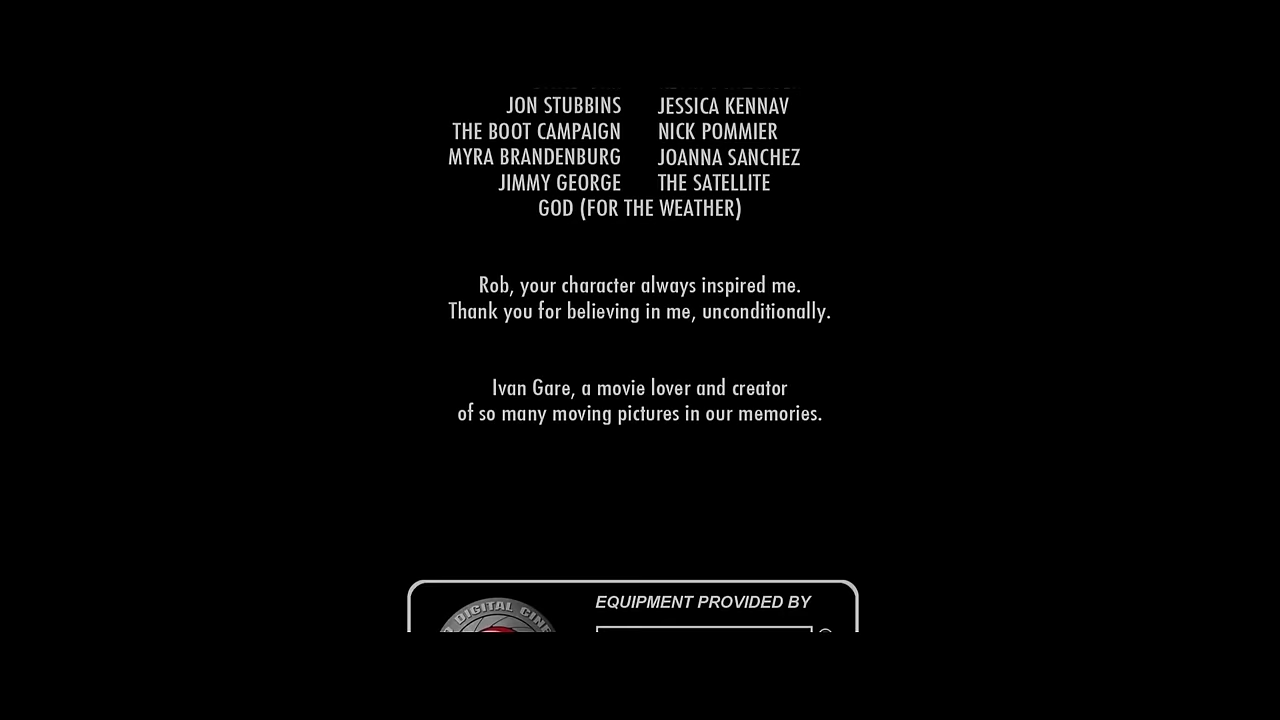 JON STUBBINS JESSICA KENNAV
THE BOOT CAMPAIGN NICK POMMIER
MYRA BRANDENBURG JOANNA SANCHEZ
JIMMY GEORGE THE SATELLITE
GOD (FOR THE WEATHER)
Rob, your character always inspired me.
Thank you for believing in me, unconditionally.
Ivan Gare, a movie lover and creator
of so many moving pictures in our memories.
EQUIPMENT PROVIDED BY
DIGITAL